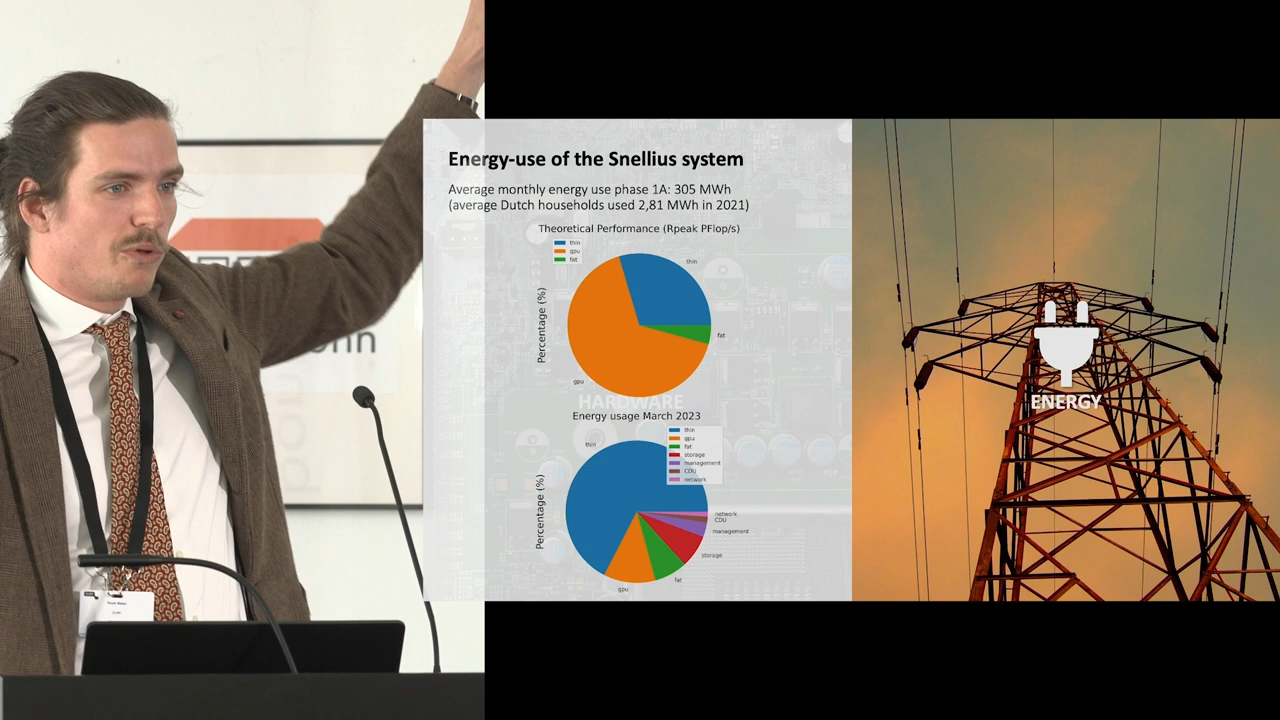 Energy-use of the Snellius system
Average monthly energy use phase 1A: 305 MWh
(average Dutch households used 2,81 MWh in 2021)
Theoretical Performance (Rpeak PFlop/s)
thin
gpu
fat
thin
fat
gpu
Percentage (%)
HARDWARE
Energy usage March 2023
thin
gpu
fat
storage
management
CDU
network
thin
network
CDU
management
storage
fat
gpu
Percentage (%)
ENERGY